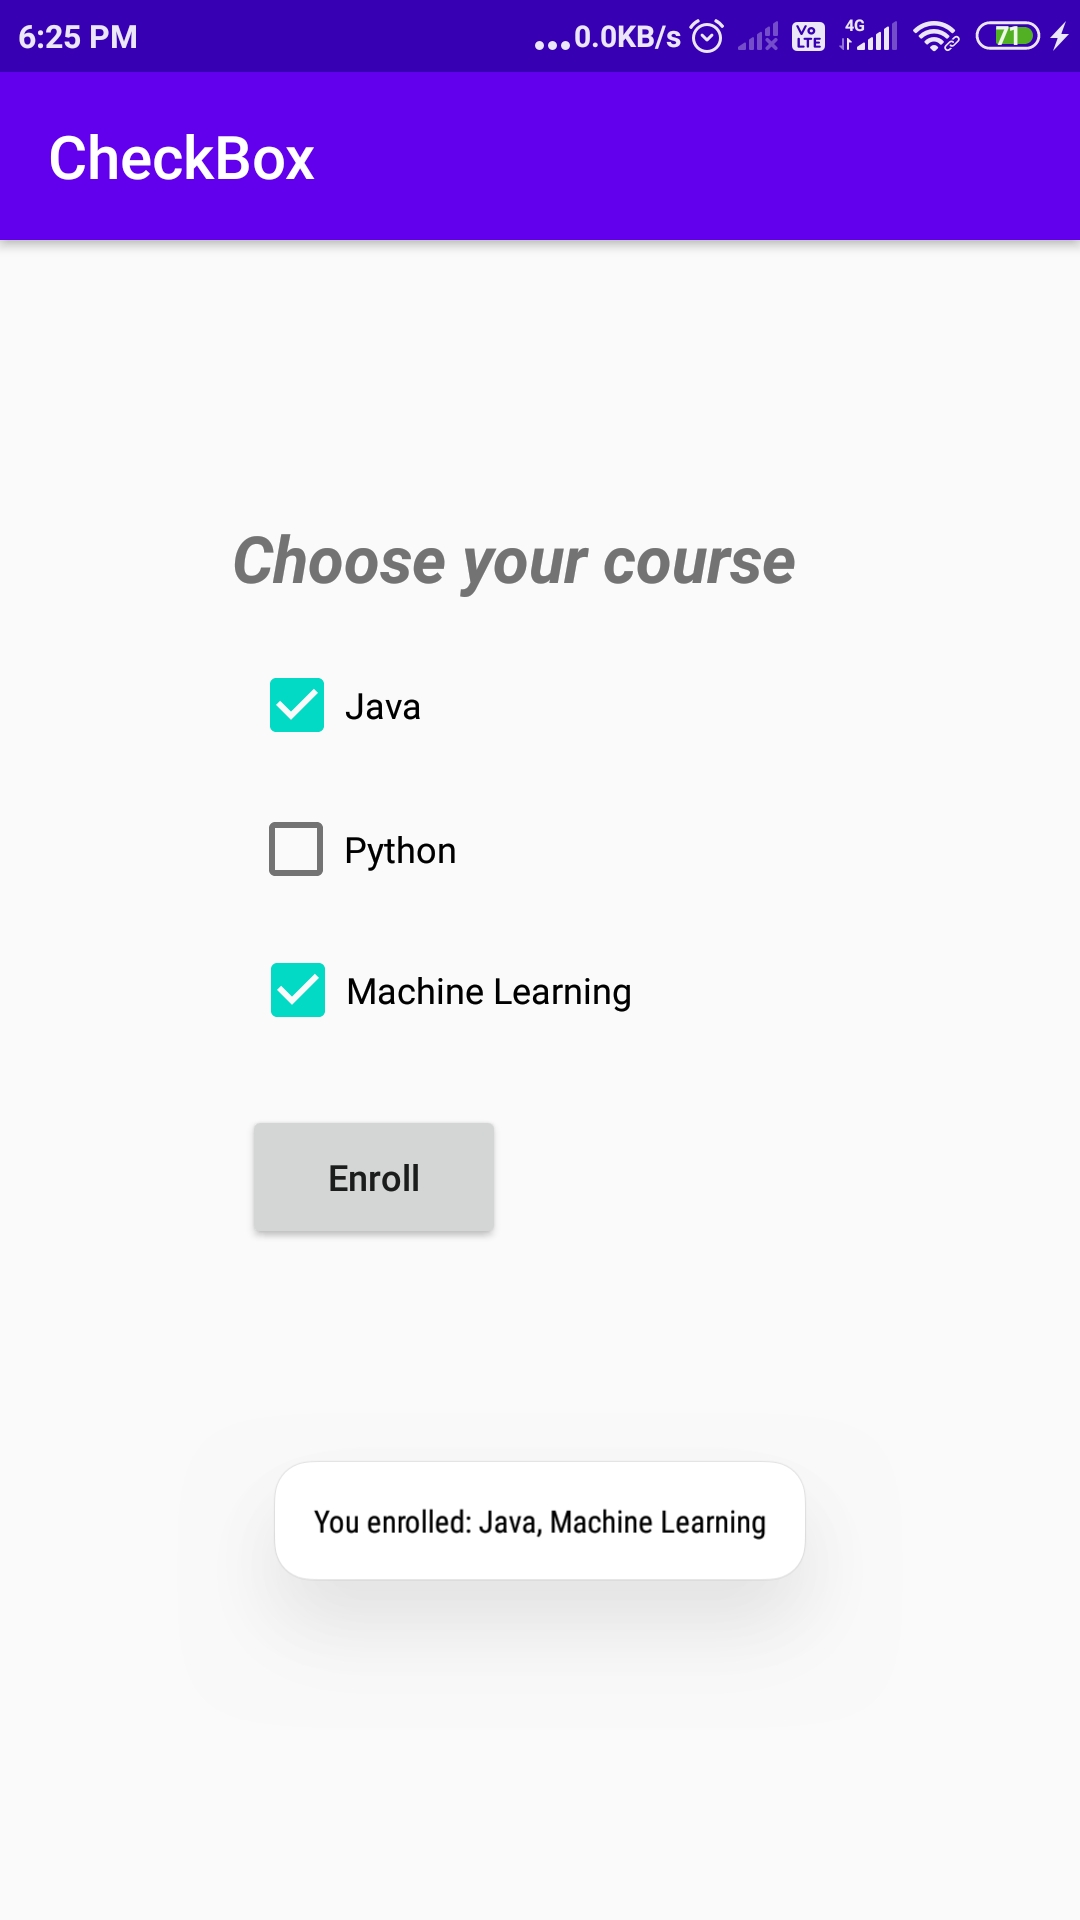 6:25 PM ...0.0KB/s Vo LTE 4G 71
CheckBox
Choose your course
Java
Python
Machine Learning
Enroll
You enrolled: Java, Machine Learning